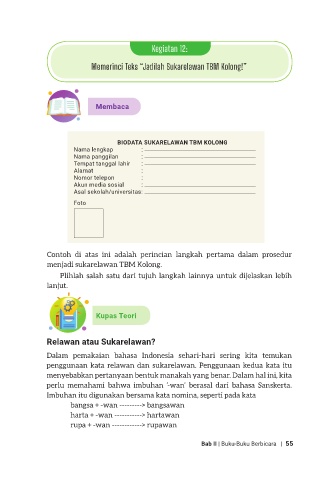 Kegiatan 12:
Memerinci Teks “Jadilah Sukarelawan TBM Kolong!”
Membaca
BIODATA SUKARELAWAN TBM KOLONG
Nama lengkap :
Nama panggilan :
Tempat tanggal lahir :
Alamat :
Nomor telepon :
Akun media sosial :
Asal sekolah/universitas:
Foto
Contoh di atas ini adalah perincian langkah pertama dalam prosedur
menjadi sukarelawan TBM Kolong.
Pilihlah salah satu dari tujuh langkah lainnya untuk dijelaskan lebih
lanjut.
Kupas Teori
Relawan atau Sukarelawan?
Dalam pemakaian bahasa Indonesia sehari-hari sering kita temukan
penggunaan kata relawan dan sukarelawan. Penggunaan kedua kata itu
menyebabkan pertanyaan bentuk manakah yang benar. Dalam hal ini, kita
perlu memahami bahwa imbuhan ‘-wan’ berasal dari bahasa Sanskerta.
Imbuhan itu digunakan bersama kata nomina, seperti pada kata
bangsa + -wan ---------> bangsawan
harta + -wan -----------> hartawan
rupa + -wan ------------> rupawan
Bab II | Buku-Buku Berbicara | 55